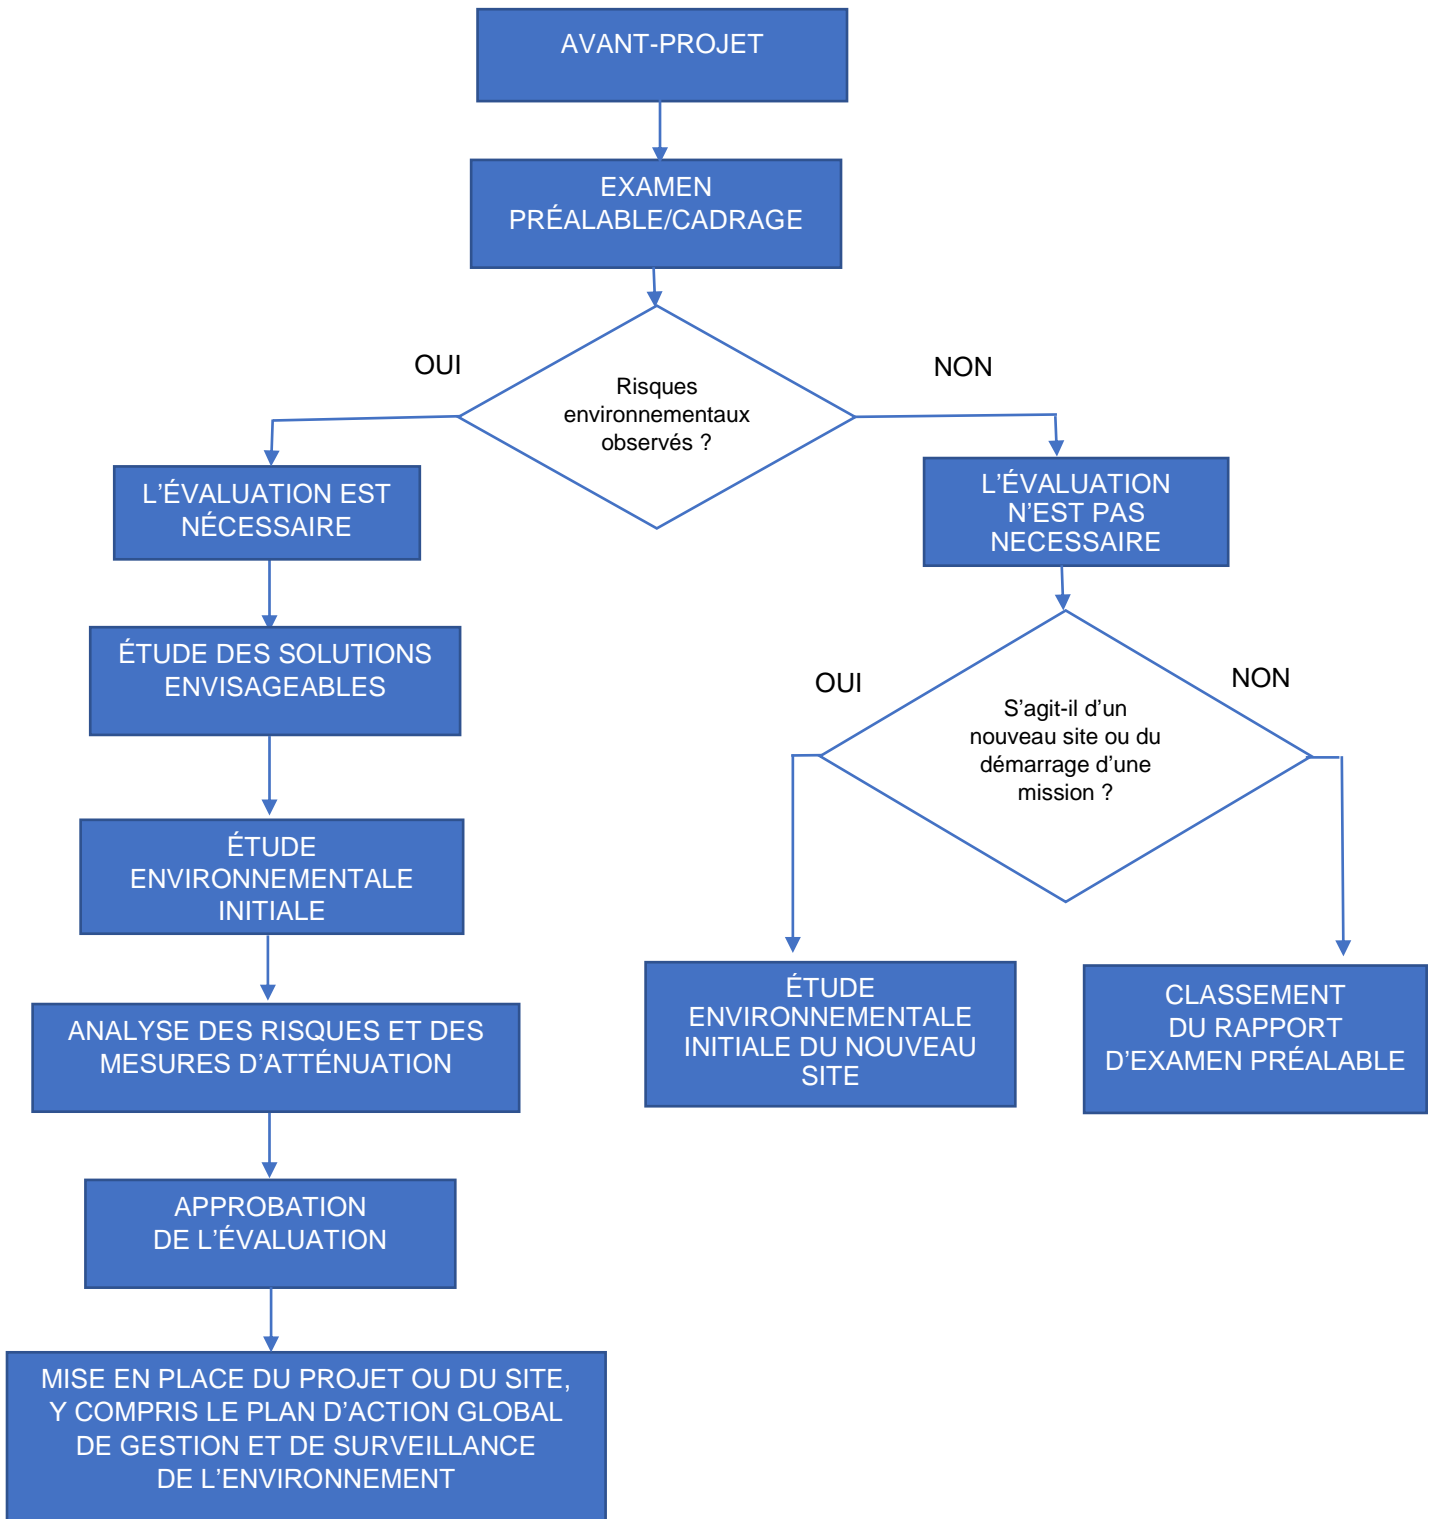 AVANT-PROJET
EXAMEN
PRÉALABLE/CADRAGE
OUI
NON
Risques
environnementaux
observés ?
L’ÉVALUATION EST
NÉCESSAIRE
L’ÉVALUATION
N’EST PAS
NECESSAIRE
ÉTUDE DES SOLUTIONS
ENVISAGEABLES
OUI
NON
S’agit-il d’un
nouveau site ou du
démarrage d’une
mission ?
ÉTUDE
ENVIRONNEMENTALE
INITIALE
ÉTUDE
ENVIRONNEMENTALE
INITIALE DU NOUVEAU
SITE
CLASSEMENT
DU RAPPORT
D’EXAMEN PRÉALABLE
ANALYSE DES RISQUES ET DES
MESURES D’ATTÉNUATION
APPROBATION
DE L’ÉVALUATION
MISE EN PLACE DU PROJET OU DU SITE,
Y COMPRIS LE PLAN D’ACTION GLOBAL
DE GESTION ET DE SURVEILLANCE
DE L’ENVIRONNEMENT